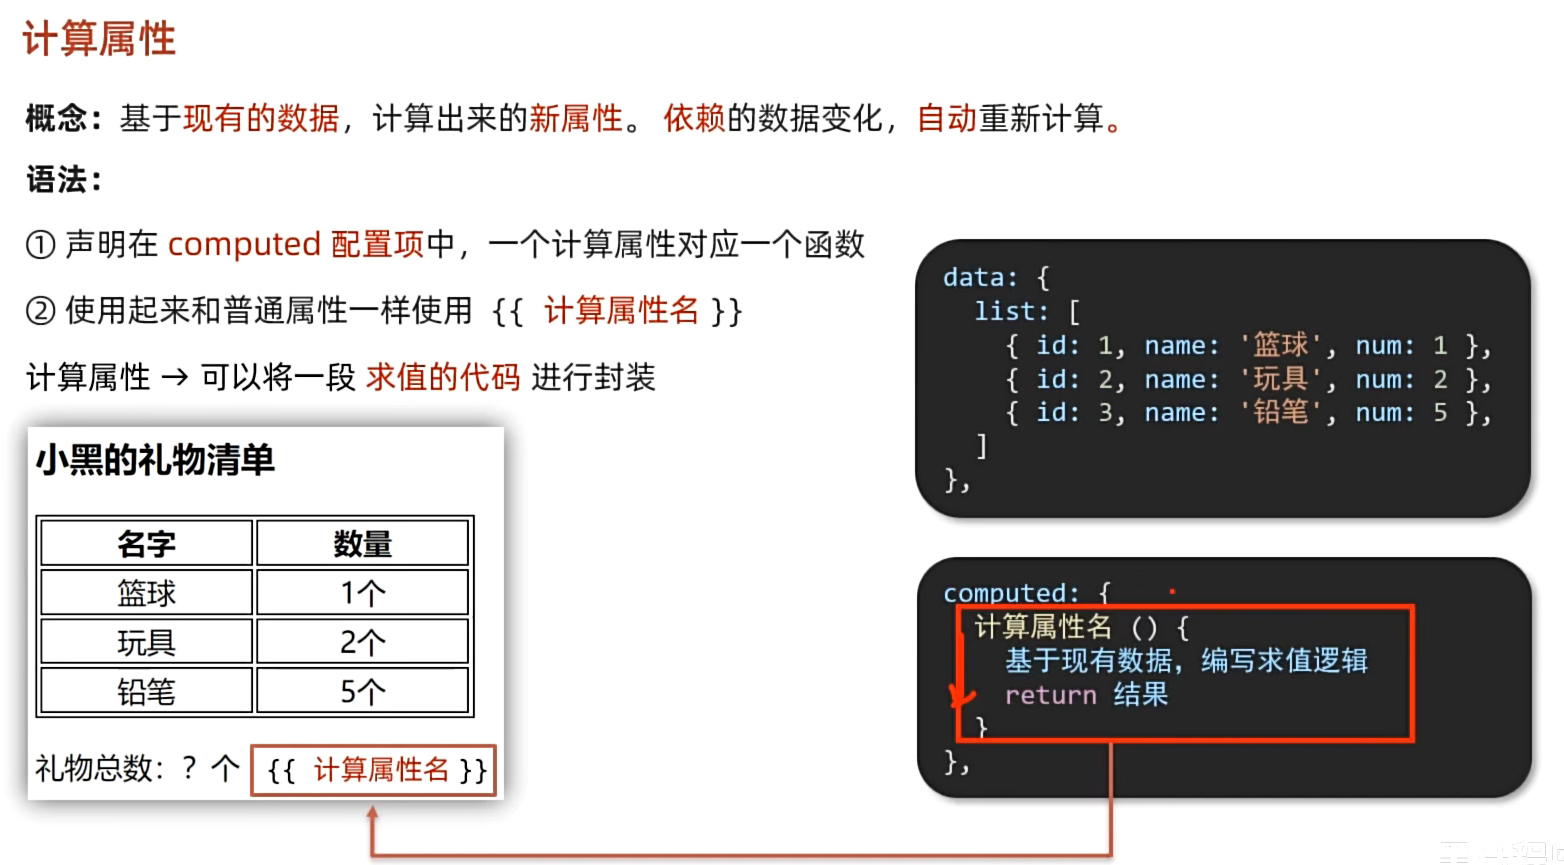 计算属性
概念：基于现有的数据，计算出来的新属性。 依赖的数据变化，自动重新计算。
语法：
① 声明在 computed 配置项中，一个计算属性对应一个函数
② 使用起来和普通属性一样使用 {{ 计算属性名 }}
计算属性 → 可以将一段 求值的代码 进行封装
小黑的礼物清单
名字 数量
篮球 1个
玩具 2个
铅笔 5个
礼物总数：？个 {{ 计算属性名 }}
data: {
list: [
{ id: 1, name: '篮球', num: 1 },
{ id: 2, name: '玩具', num: 2 },
{ id: 3, name: '铅笔', num: 5 },
]
},
computed: {
计算属性名 () {
基于现有数据，编写求值逻辑
return 结果
}
},